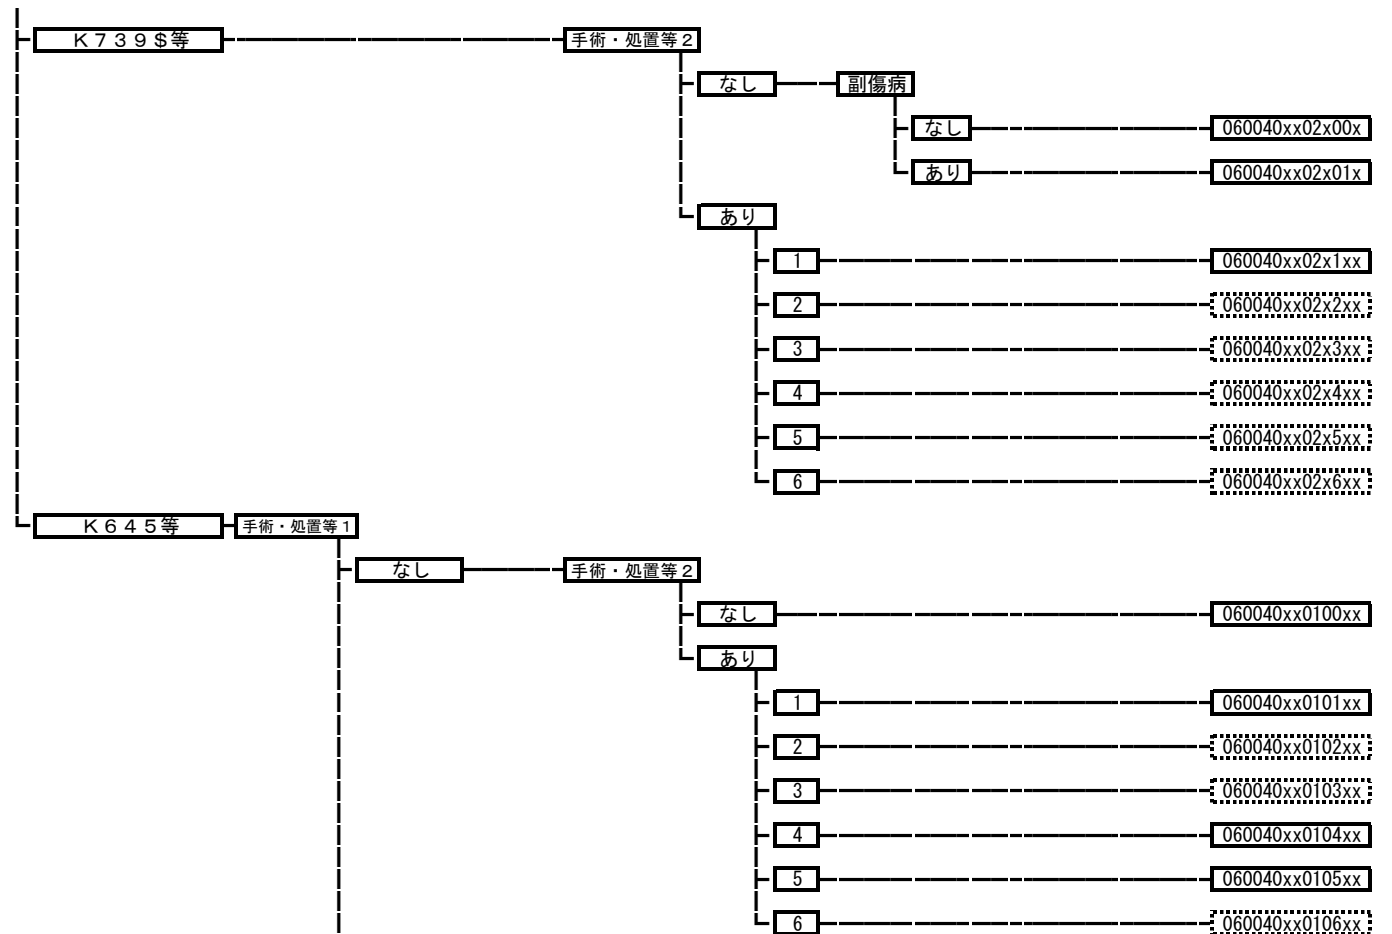 K739$等 手術・処置等2
なし 副傷病
なし 060040xx02x00x
あり 060040xx02x01x
あり
1 060040xx02x1xx
2 060040xx02x2xx
3 060040xx02x3xx
4 060040xx02x4xx
5 060040xx02x5xx
6 060040xx02x6xx
K645等 手術・処置等1
なし 手術・処置等2
なし 060040xx0100xx
あり
1 060040xx0101xx
2 060040xx0102xx
3 060040xx0103xx
4 060040xx0104xx
5 060040xx0105xx
6 060040xx0106xx